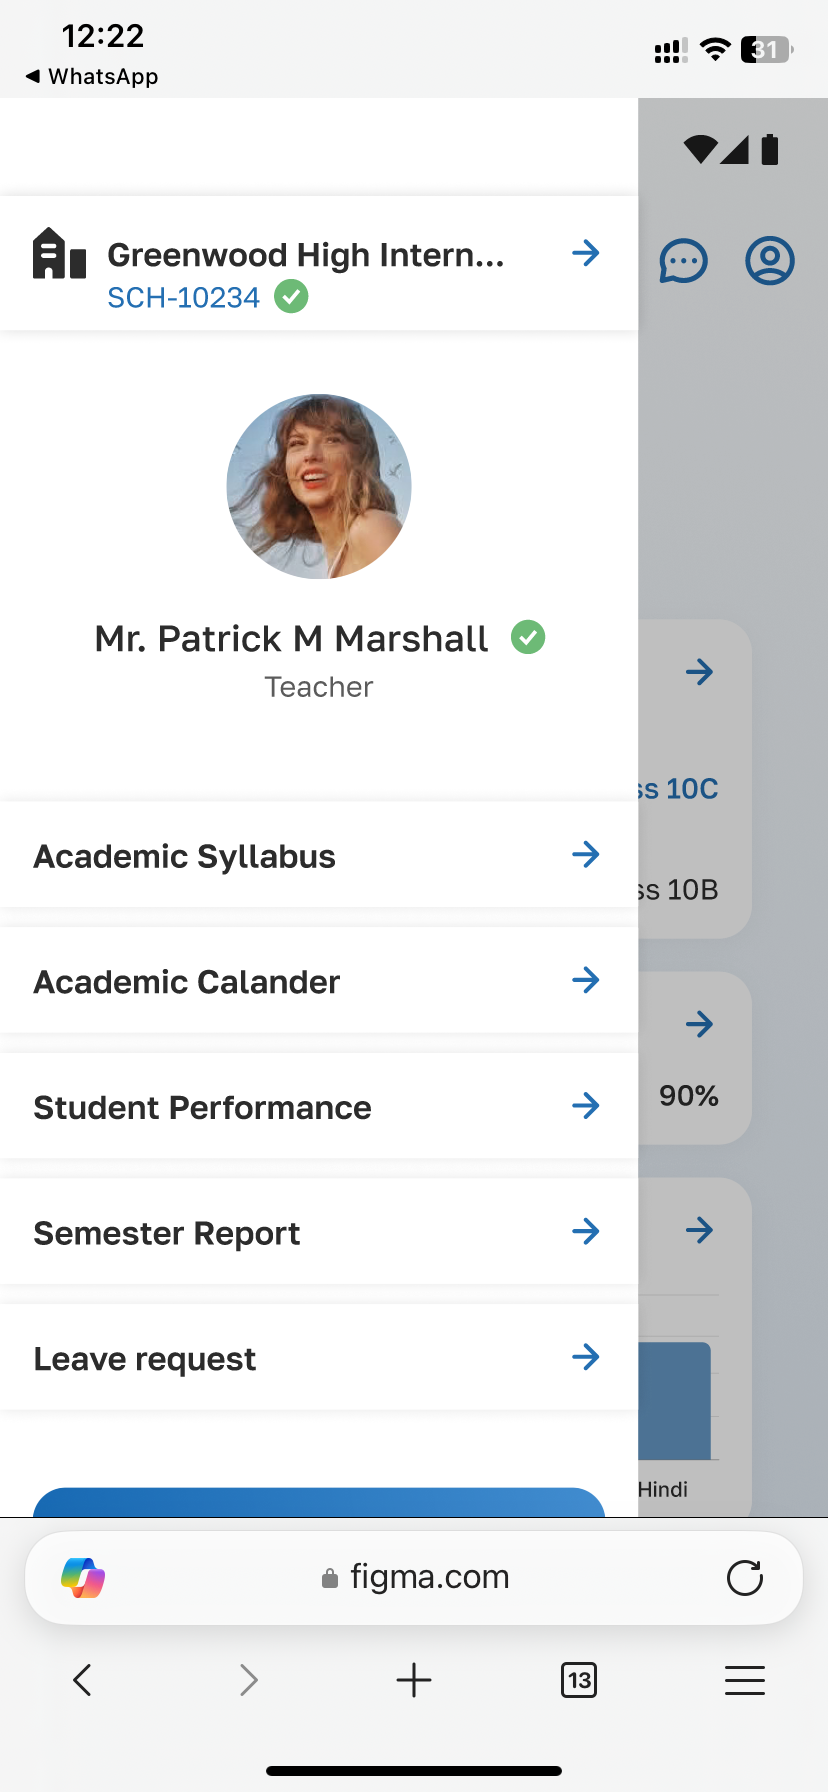 12:22
◀ WhatsApp
31
Greenwood High Intern...
SCH-10234
Mr. Patrick M Marshall
Teacher
ss 10C
Academic Syllabus
ss 10B
Academic Calander
90%
Student Performance
Semester Report
Leave request
Hindi
figma.com
13